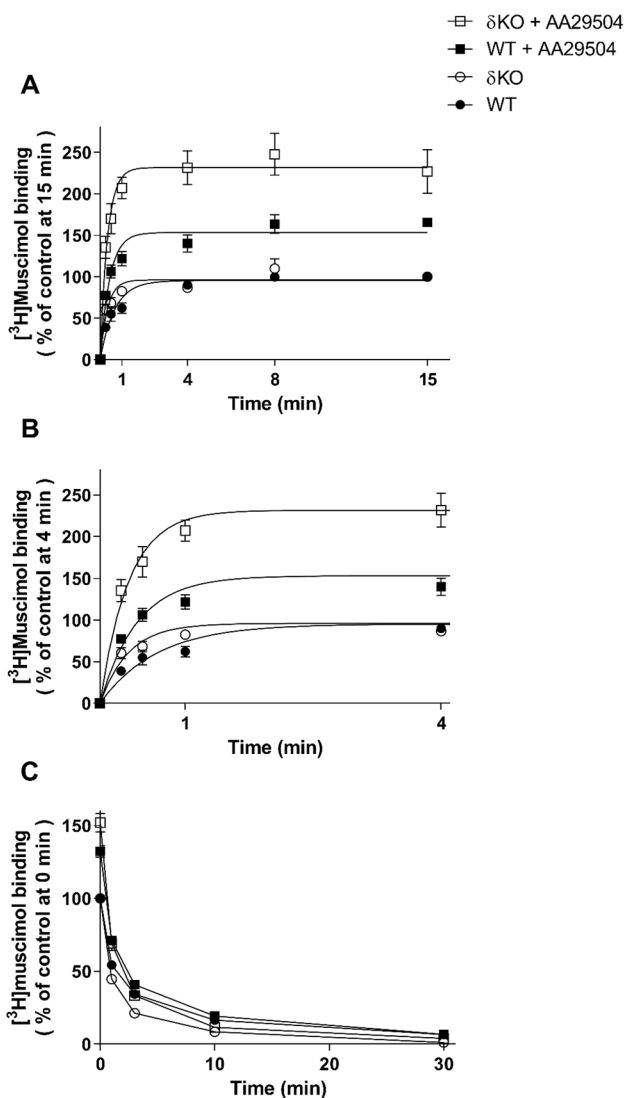 δKO + AA29504
WT + AA29504
δKO
WT
A
[³H]Muscimol binding
( % of control at 15 min )
250
200
150
100
50
0
1 4 8 15
Time (min)
B
[³H]Muscimol binding
( % of control at 4 min )
250
200
150
100
50
0
1 4
Time (min)
C
[³H]muscimol binding
( % of control at 0 min )
150
100
50
0
0 10 20 30
Time (min)